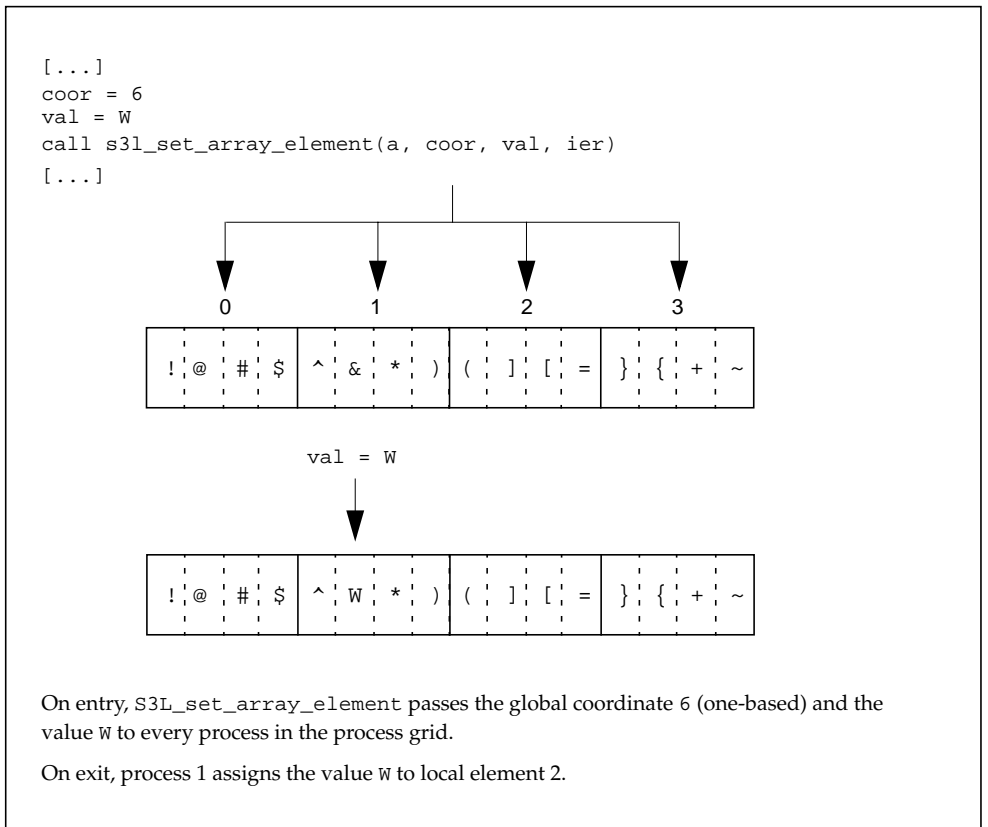 [...]
coor = 6
val = W
call s3l_set_array_element(a, coor, val, ier)
[...]
0 1 2 3
! @ # $ ^ & * ) ( ] [ = } { + ~
val = W
! @ # $ ^ W * ) ( ] [ = } { + ~
On entry, S3L_set_array_element passes the global coordinate 6 (one-based) and the
value W to every process in the process grid.
On exit, process 1 assigns the value W to local element 2.